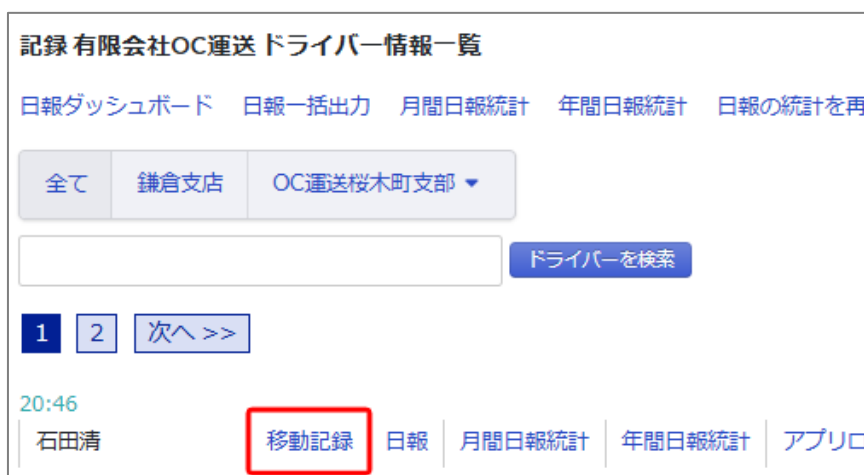 記録 有限会社OC運送 ドライバー情報一覧
日報ダッシュボード 日報一括出力 月間日報統計 年間日報統計 日報の統計を再
全て 鎌倉支店 OC運送桜木町支部
ドライバーを検索
1 2 次へ >>
20:46
石田清 移動記録 日報 月間日報統計 年間日報統計 アプリロ